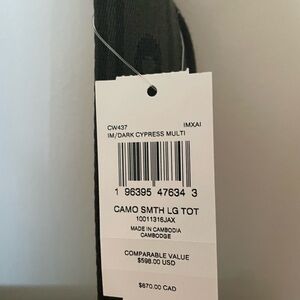 CW437 IMXAI
IM/DARK CYPRESS MULTI
1 96395 47634 3
CAMO SMTH LG TOT
10011316JAX
MADE IN CAMBODIA
CAMBODGE
COMPARABLE VALUE
$598.00 USD
$870.00 CAD